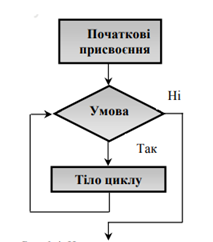 Початкові
присвоєння
Ні
Умова
Так
Тіло циклу